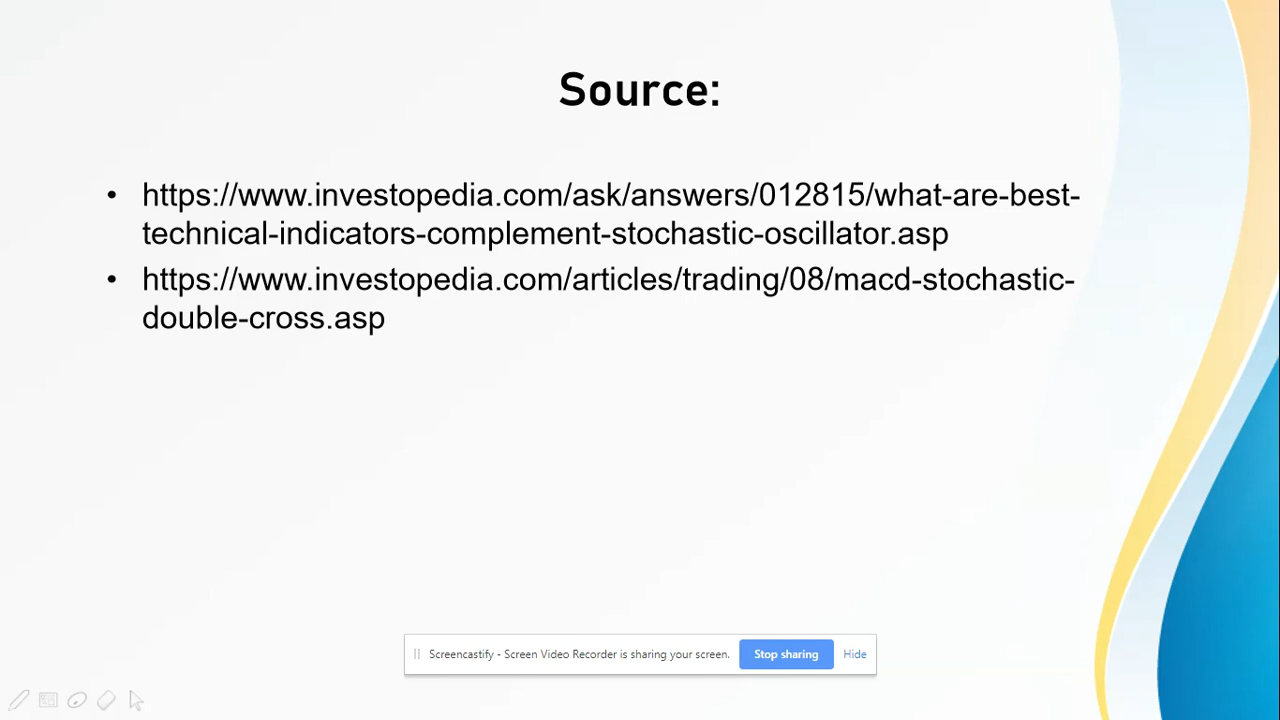 Source:
• https://www.investopedia.com/ask/answers/012815/what-are-best-
technical-indicators-complement-stochastic-oscillator.asp
• https://www.investopedia.com/articles/trading/08/macd-stochastic-
double-cross.asp
Screencastify - Screen Video Recorder is sharing your screen. Stop sharing Hide